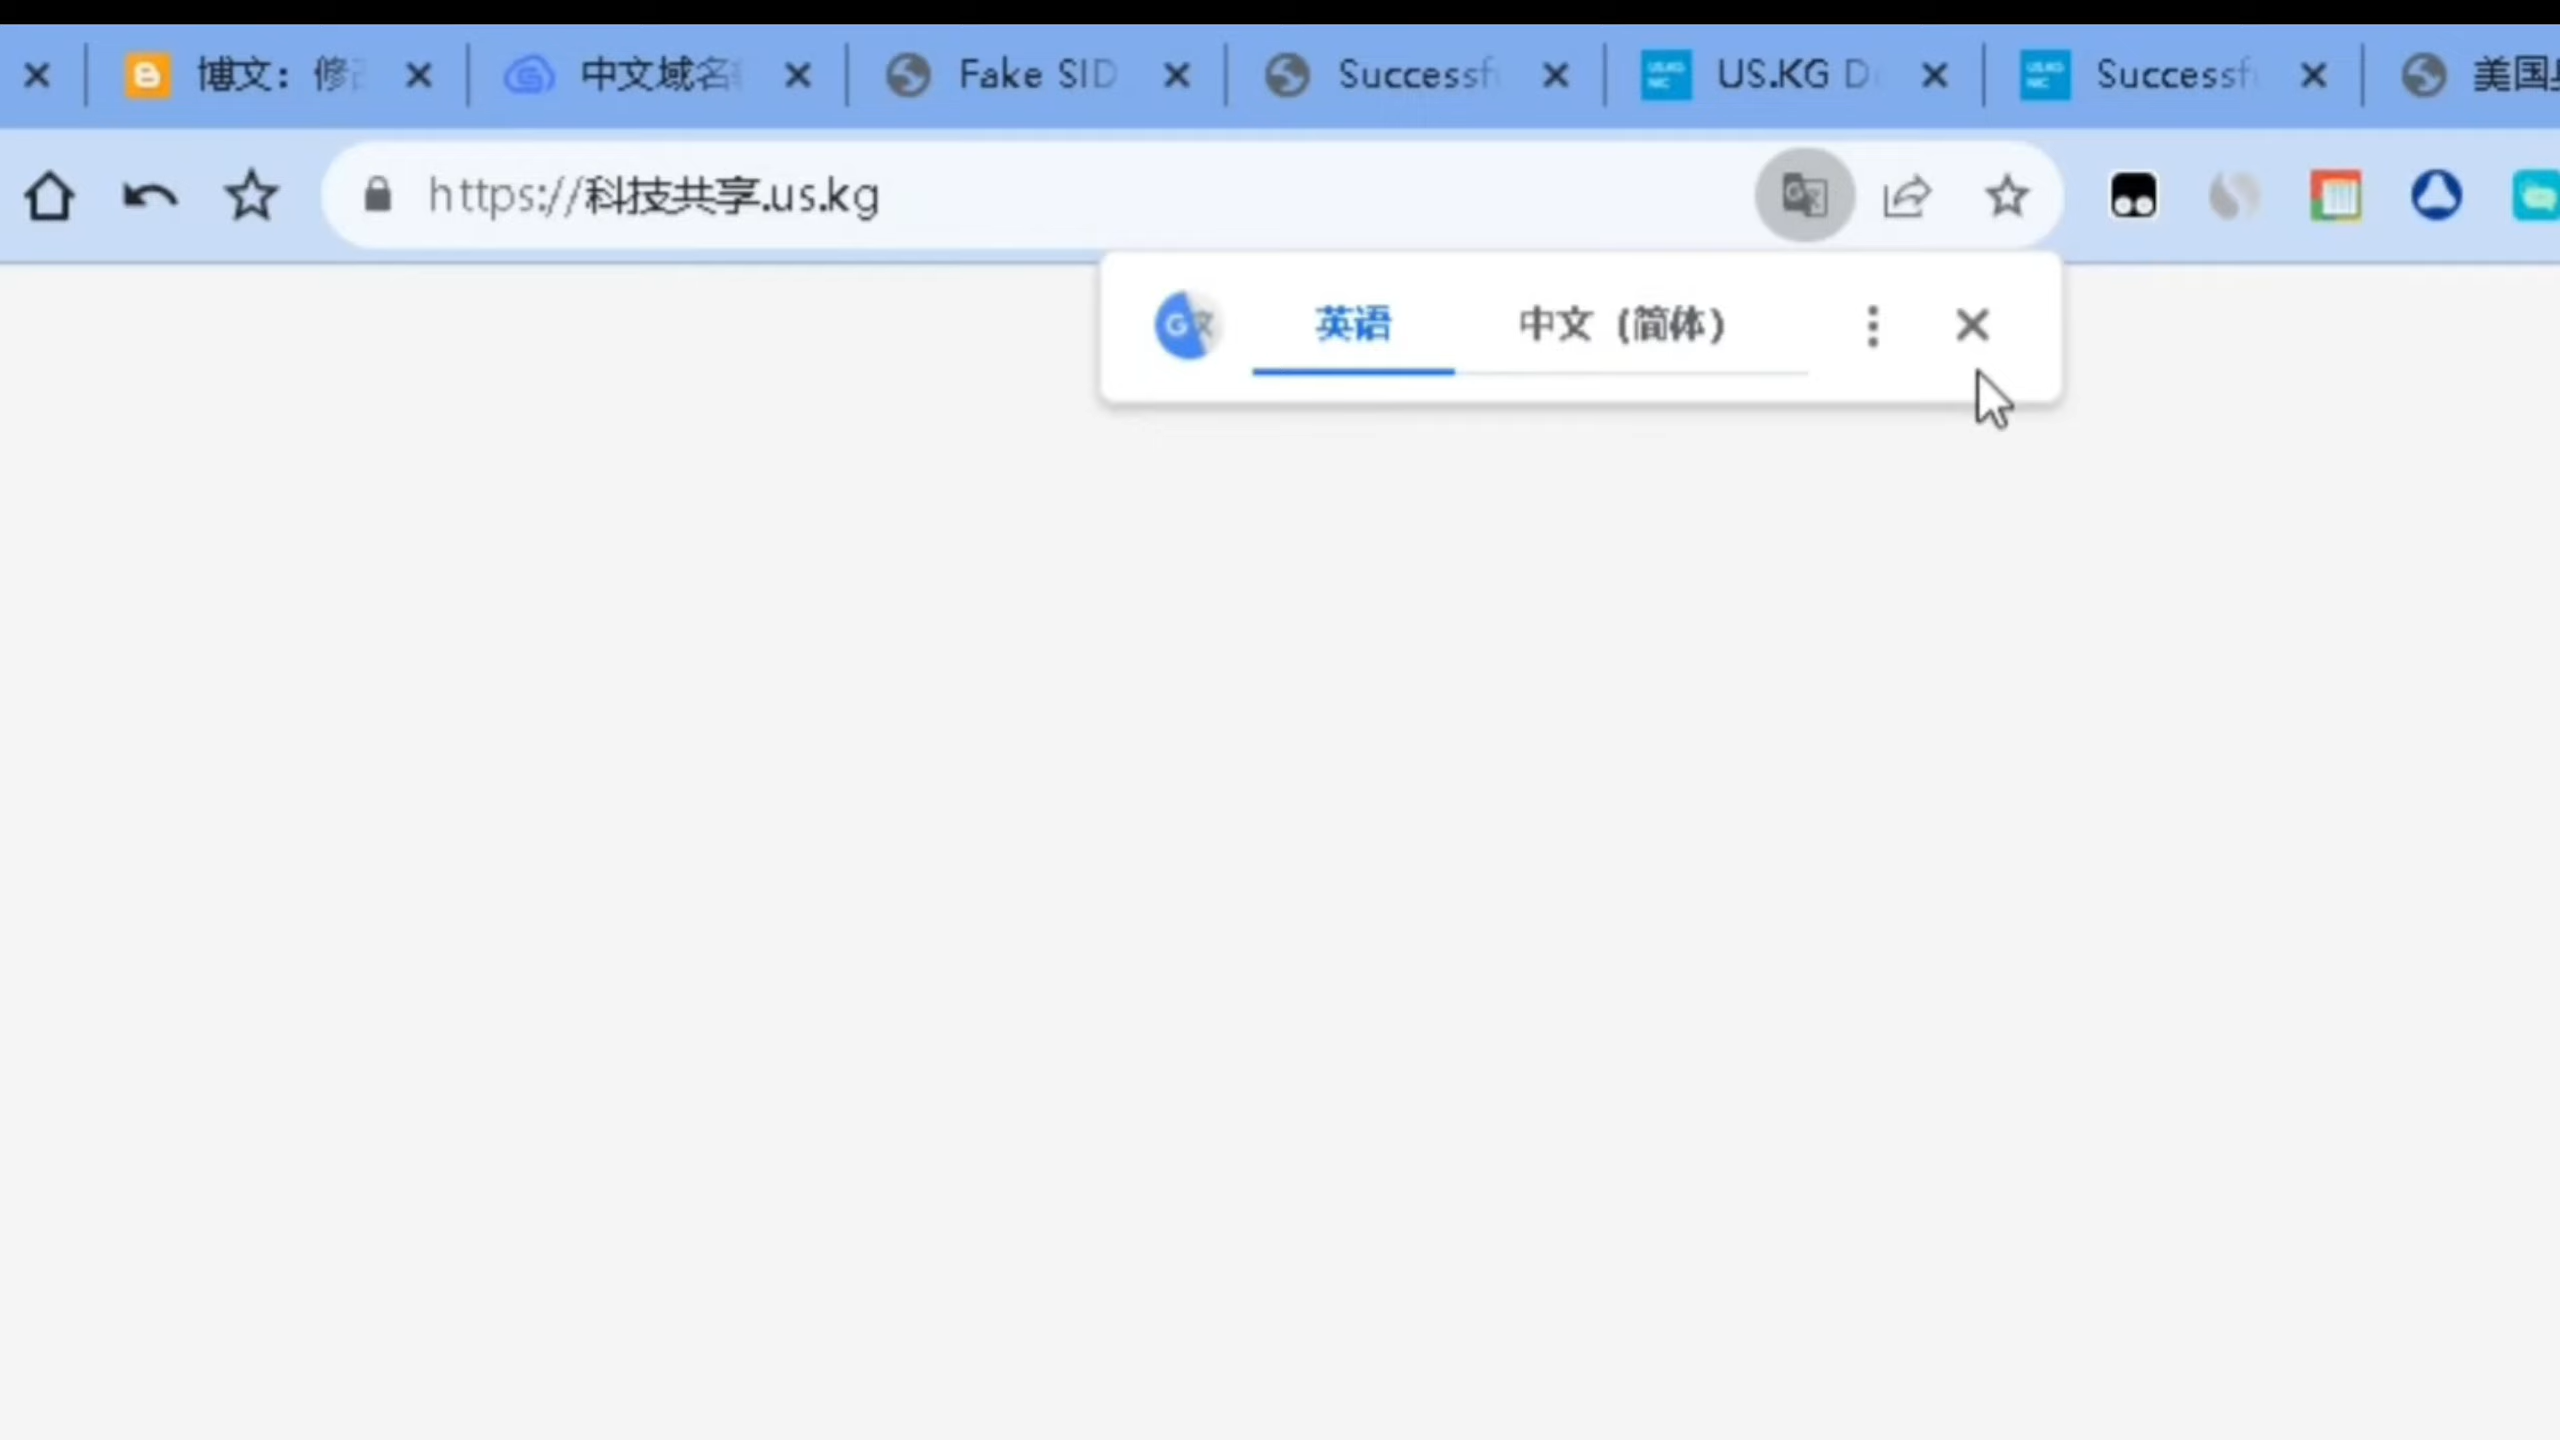 博文：修
中文域名
Fake SID
Successf
US.KG D
Successf
美国
https://科技共享.us.kg
英语 中文（简体）